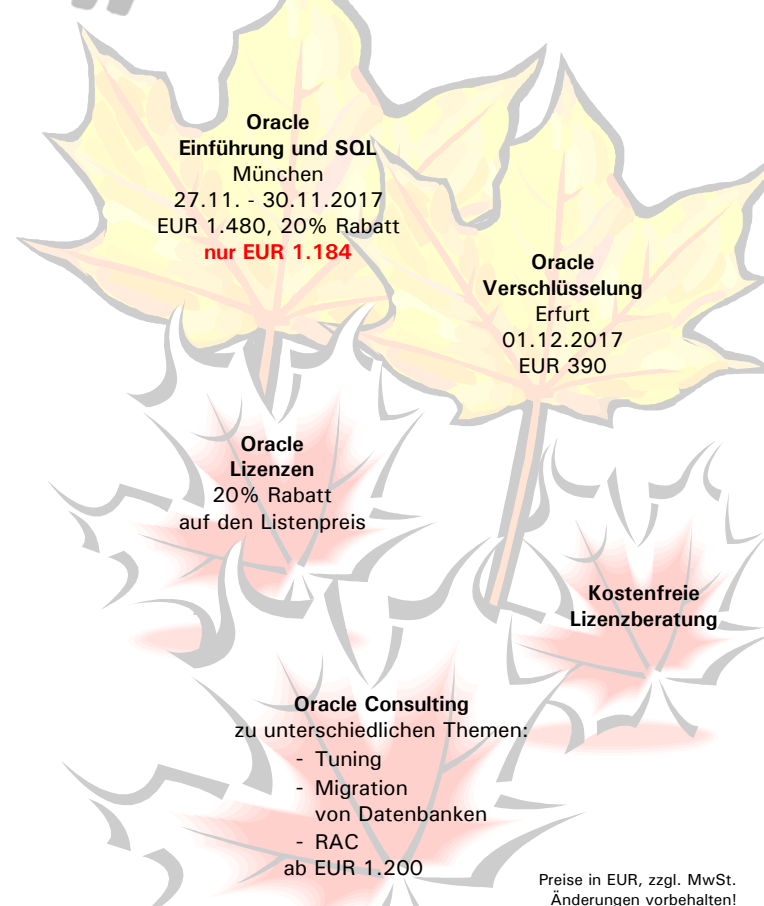 Oracle
Einführung und SQL
München
27.11. - 30.11.2017
EUR 1.480, 20% Rabatt
nur EUR 1.184
Oracle
Verschlüsselung
Erfurt
01.12.2017
EUR 390
Oracle
Lizenzen
20% Rabatt
auf den Listenpreis
Kostenfreie
Lizenzberatung
Oracle Consulting
zu unterschiedlichen Themen:
- Tuning
- Migration
von Datenbanken
- RAC
ab EUR 1.200
Preise in EUR, zzgl. MwSt.
Änderungen vorbehalten!